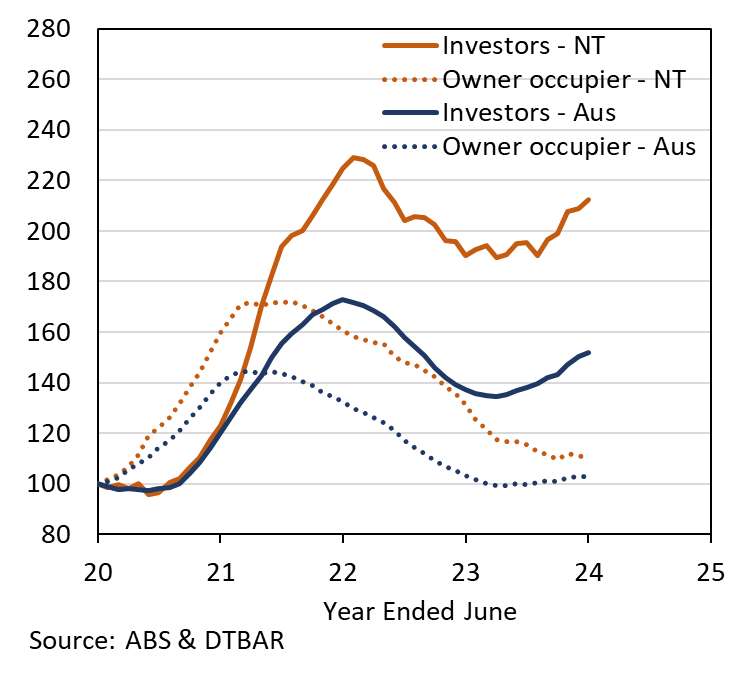 280
260
240
220
200
180
160
140
120
100
80
Investors - NT
Owner occupier - NT
Investors - Aus
Owner occupier - Aus
20 21 22 23 24 25
Year Ended June
Source: ABS & DTBAR